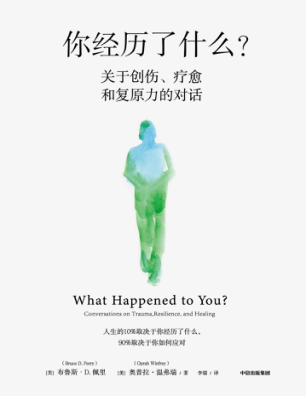 你经历了什么？
关于创伤、疗愈
和复原力的对话
What Happened to You?
Conversations on Trauma,Resilience, and Healing
人生的10%取决于你经历了什么、
90%取决于你如何应对
（Bruce D. Perry） （Oprah Winfrey）
［美］布鲁斯·D. 佩里 ［美］奥普拉·温弗瑞 / 著 李镭 / 译 中信出版集团